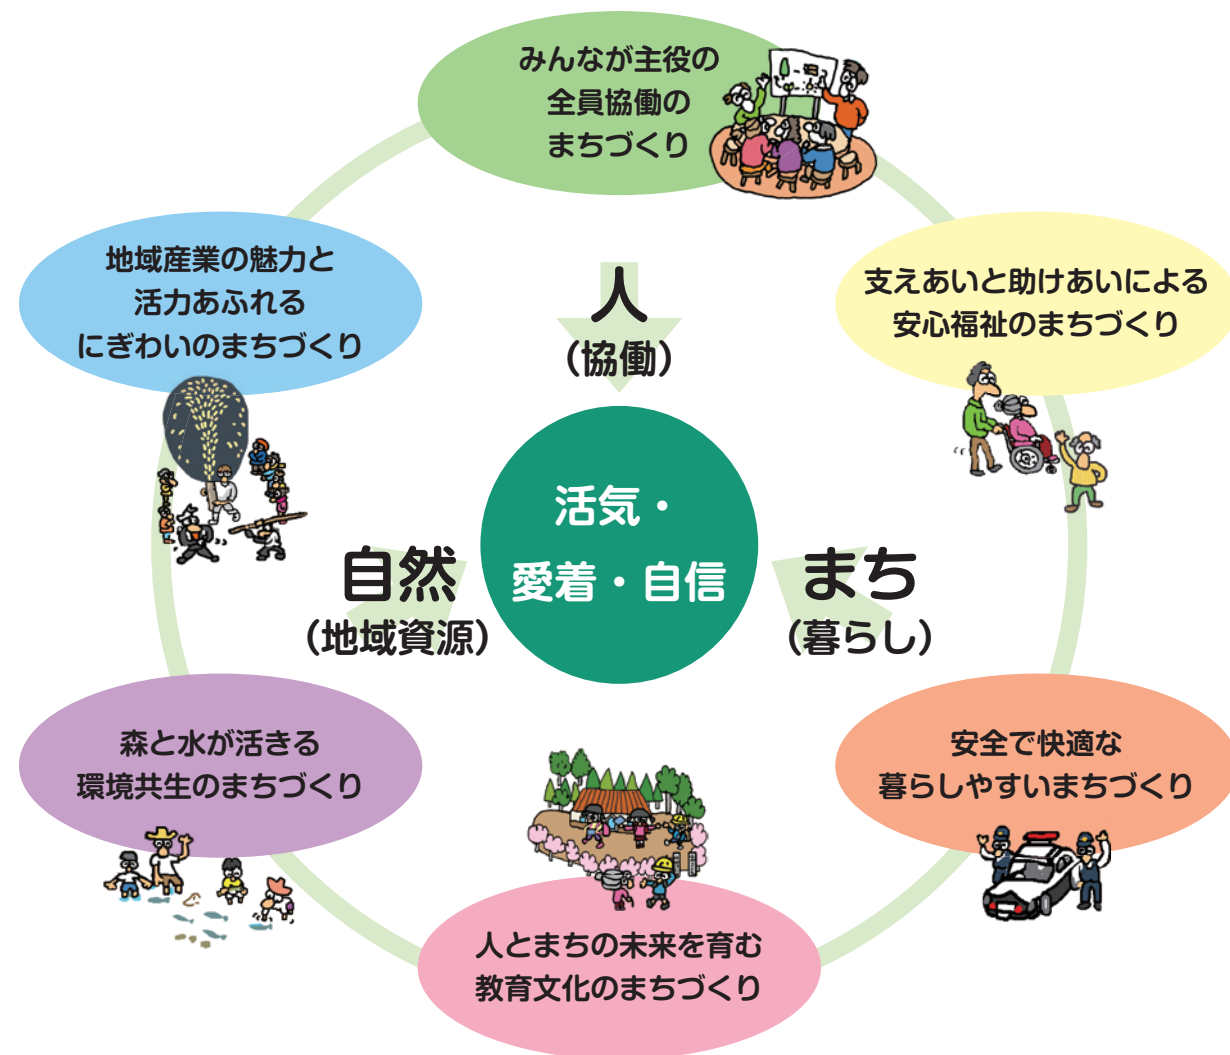 みんなが主役の
全員協働の
まちづくり
地域産業の魅力と
活力あふれる
にぎわいのまちづくり
支えあいと助けあいによる
安心福祉のまちづくり
人
（協働）
活気・
愛着・自信
自然
（地域資源）
まち
（暮らし）
森と水が活きる
環境共生のまちづくり
安全で快適な
暮らしやすいまちづくり
人とまちの未来を育む
教育文化のまちづくり